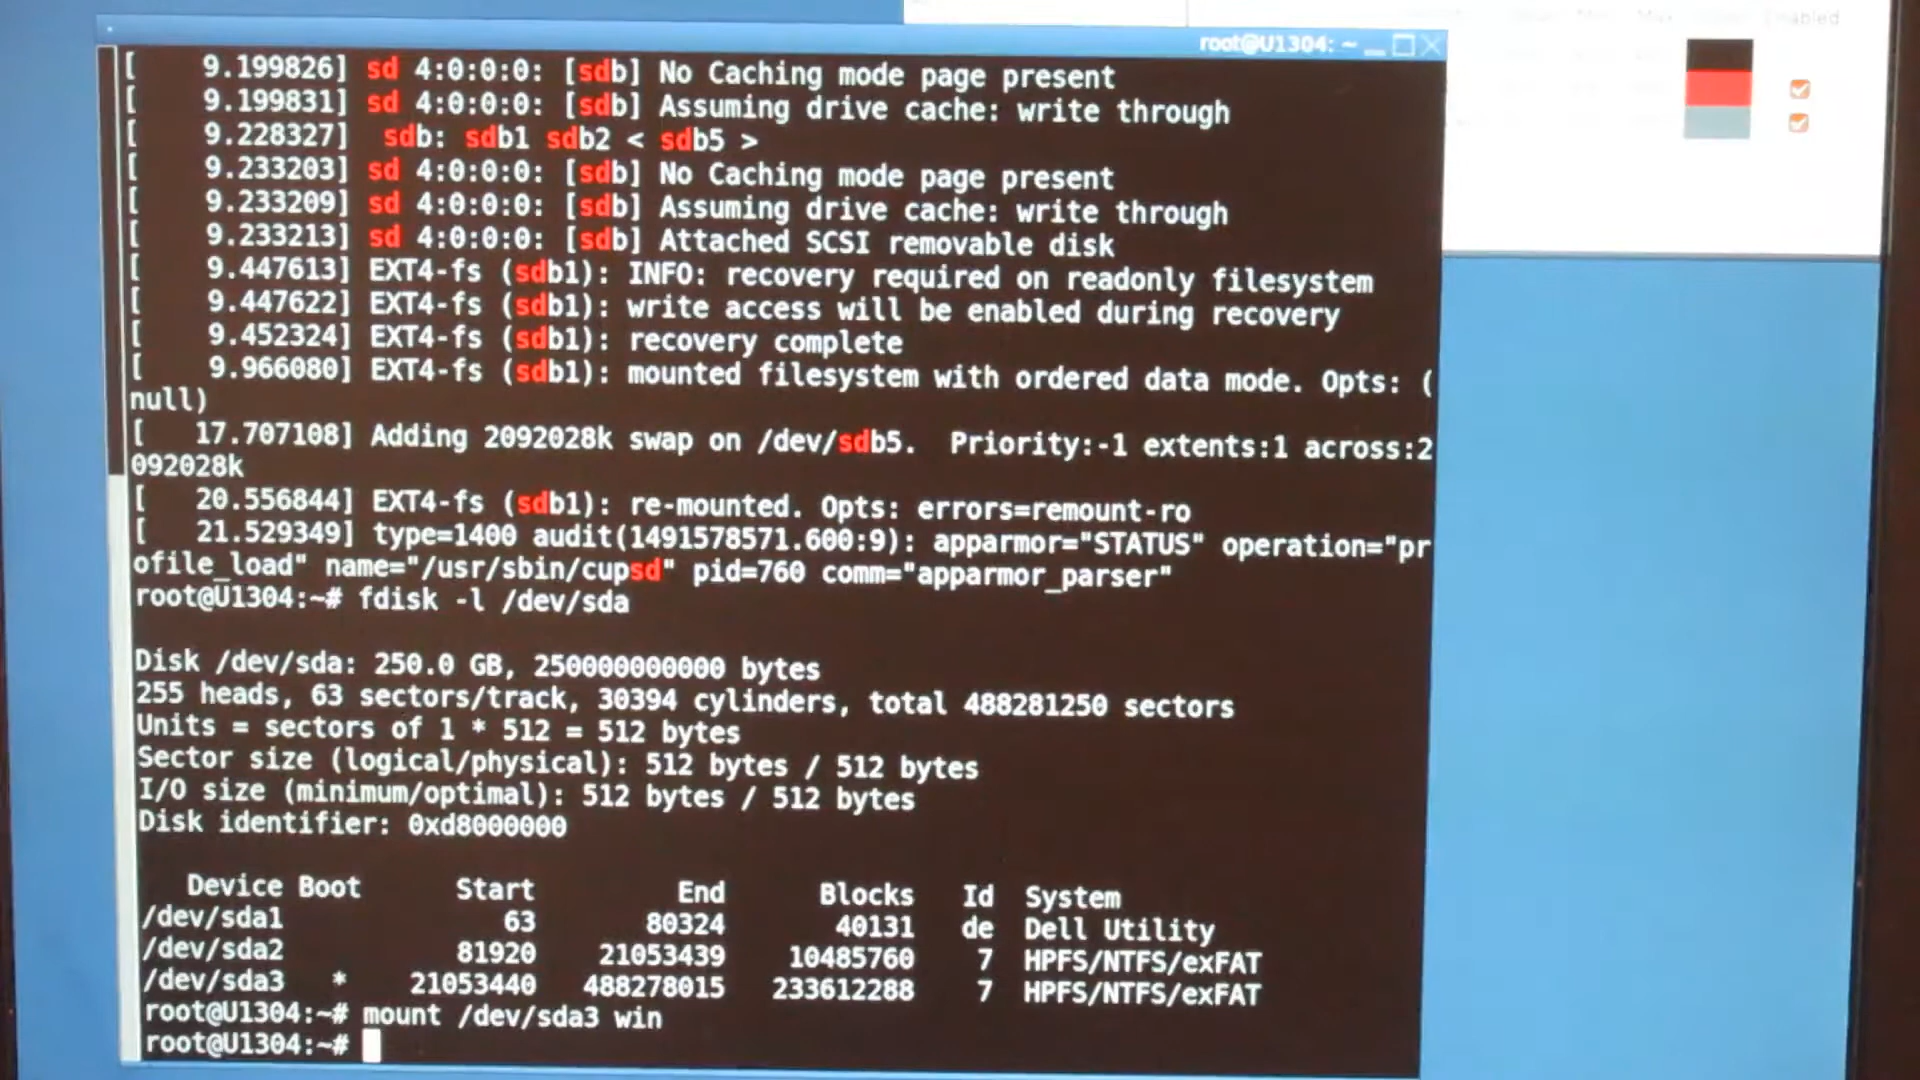 Enabled
root@U1304: ~
[    9.199826] sd 4:0:0:0: [sdb] No Caching mode page present
[    9.199831] sd 4:0:0:0: [sdb] Assuming drive cache: write through
[    9.228327]  sdb: sdb1 sdb2 < sdb5 >
[    9.233203] sd 4:0:0:0: [sdb] No Caching mode page present
[    9.233209] sd 4:0:0:0: [sdb] Assuming drive cache: write through
[    9.233213] sd 4:0:0:0: [sdb] Attached SCSI removable disk
[    9.447613] EXT4-fs (sdb1): INFO: recovery required on readonly filesystem
[    9.447622] EXT4-fs (sdb1): write access will be enabled during recovery
[    9.452324] EXT4-fs (sdb1): recovery complete
[    9.966080] EXT4-fs (sdb1): mounted filesystem with ordered data mode. Opts: (
null)
[   17.707108] Adding 2092028k swap on /dev/sdb5.  Priority:-1 extents:1 across:2
092028k
[   20.556844] EXT4-fs (sdb1): re-mounted. Opts: errors=remount-ro
[   21.529349] type=1400 audit(1491578571.600:9): apparmor="STATUS" operation="pr
ofile_load" name="/usr/sbin/cupsd" pid=760 comm="apparmor_parser"
root@U1304:~# fdisk -l /dev/sda
Disk /dev/sda: 250.0 GB, 250000000000 bytes
255 heads, 63 sectors/track, 30394 cylinders, total 488281250 sectors
Units = sectors of 1 * 512 = 512 bytes
Sector size (logical/physical): 512 bytes / 512 bytes
I/O size (minimum/optimal): 512 bytes / 512 bytes
Disk identifier: 0xd8000000
Device Boot      Start         End      Blocks   Id  System
/dev/sda1              63       80324       40131   de  Dell Utility
/dev/sda2           81920    21053439    10485760    7  HPFS/NTFS/exFAT
/dev/sda3   *    21053440   488278015   233612288    7  HPFS/NTFS/exFAT
root@U1304:~# mount /dev/sda3 win
root@U1304:~#